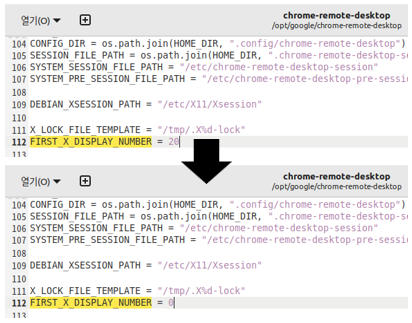 열기(O)
chrome-remote-desktop
/opt/google/chrome-remote-desktop
104 CONFIG_DIR = os.path.join(HOME_DIR, ".config/chrome-remote-desktop")
105 SESSION_FILE_PATH = os.path.join(HOME_DIR, ".chrome-remote-desktop-s
106 SYSTEM_SESSION_FILE_PATH = "/etc/chrome-remote-desktop-session"
107 SYSTEM_PRE_SESSION_FILE_PATH = "/etc/chrome-remote-desktop-pre-sessi
108
109 DEBIAN_XSESSION_PATH = "/etc/X11/Xsession"
110
111 X_LOCK_FILE_TEMPLATE = "/tmp/.X%d-lock"
112 FIRST_X_DISPLAY_NUMBER = 20
113
열기(O)
chrome-remote-desktop
/opt/google/chrome-remote-desktop
104 CONFIG_DIR = os.path.join(HOME_DIR, ".config/chrome-remote-desktop")
105 SESSION_FILE_PATH = os.path.join(HOME_DIR, ".chrome-remote-desktop-se
106 SYSTEM_SESSION_FILE_PATH = "/etc/chrome-remote-desktop-session"
107 SYSTEM_PRE_SESSION_FILE_PATH = "/etc/chrome-remote-desktop-pre-sessi
108
109 DEBIAN_XSESSION_PATH = "/etc/X11/Xsession"
110
111 X_LOCK_FILE_TEMPLATE = "/tmp/.X%d-lock"
112 FIRST_X_DISPLAY_NUMBER = 0
113